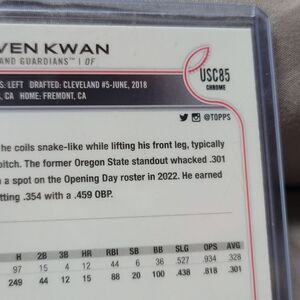 VEN KWAN
AND GUARDIANS™ | OF
USC85
CHROME
S: LEFT DRAFTED: CLEVELAND #5-JUNE, 2018
, CA HOME: FREMONT, CA
@TOPPS
he coils snake-like while lifting his front leg, typically
pitch. The former Oregon State standout whacked .301
n a spot on the Opening Day roster in 2022. He earned
tting .354 with a .459 OBP.
H 2B 3B HR RBI SB BB SLG OPS AVG
97 15 4 12 44 6 36 .527 .934 .328
249 44 12 15 88 20 100 .438 .818 .301